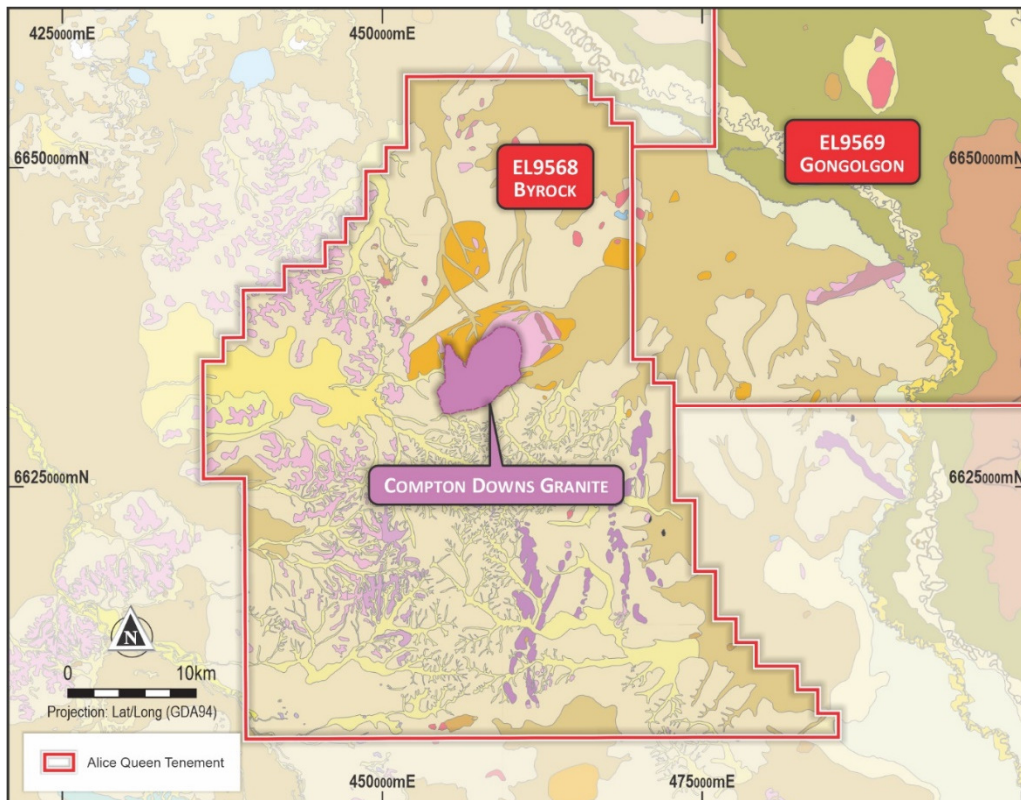 425000mE
450000mE
EL9568
BYROCK
EL9569
GONGOLGON
6650000mN
6650000mN
COMPTON DOWNS GRANITE
6625000mN
6625000mN
N
0 10km
Projection: Lat/Long (GDA94)
Alice Queen Tenement
450000mE
475000mE